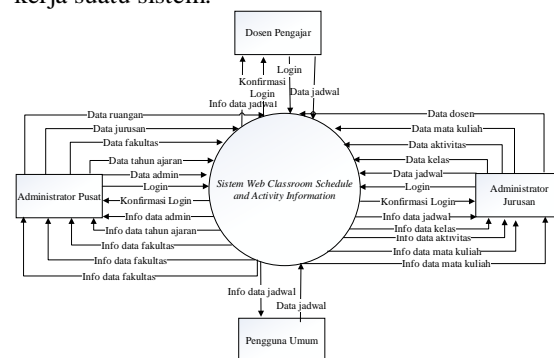 kerja suatu sistem.
Dosen Pengajar
Login
Konfirmasi
Login
Data jadwal
Info data jadwal
Data ruangan
Data jurusan
Data fakultas
Data tahun ajaran
Data admin
Login
Konfirmasi Login
Info data admin
Info data tahun ajaran
Info data fakultas
Info data fakultas
Info data fakultas
Administrator Pusat
Sistem Web Classroom Schedule
and Activity Information
Data dosen
Data mata kuliah
Data aktivitas
Data kelas
Data jadwal
Login
Konfirmasi Login
Info data jadwal
Info data kelas
Info data aktivitas
Info data mata kuliah
Info data mata kuliah
Administrator
Jurusan
Info data jadwal
Data jadwal
Pengguna Umum